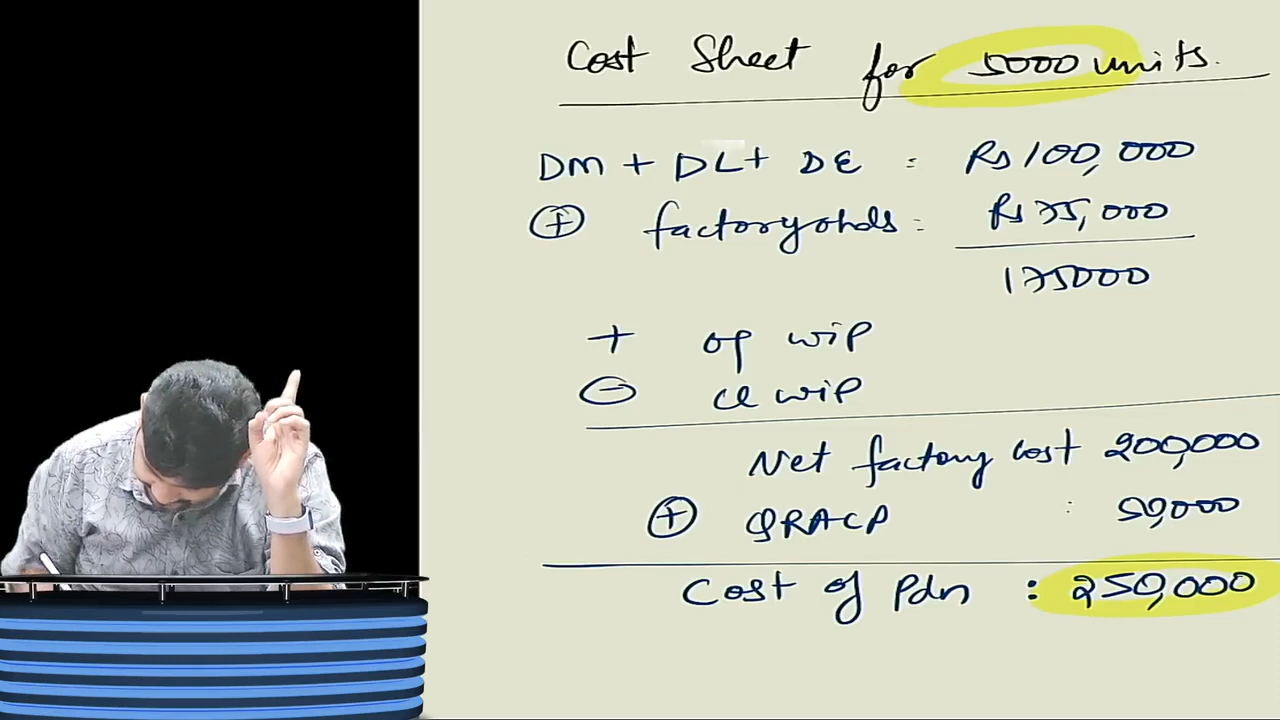 Cost Sheet for 5000 units.
DM + DL + DE : Rs 100,000
+ factory ohds : Rs 75,000
175000
+ op wip
- cl wip
Net factory cost 200,000
+ QRACP : 50,000
Cost of Pdn : 250,000